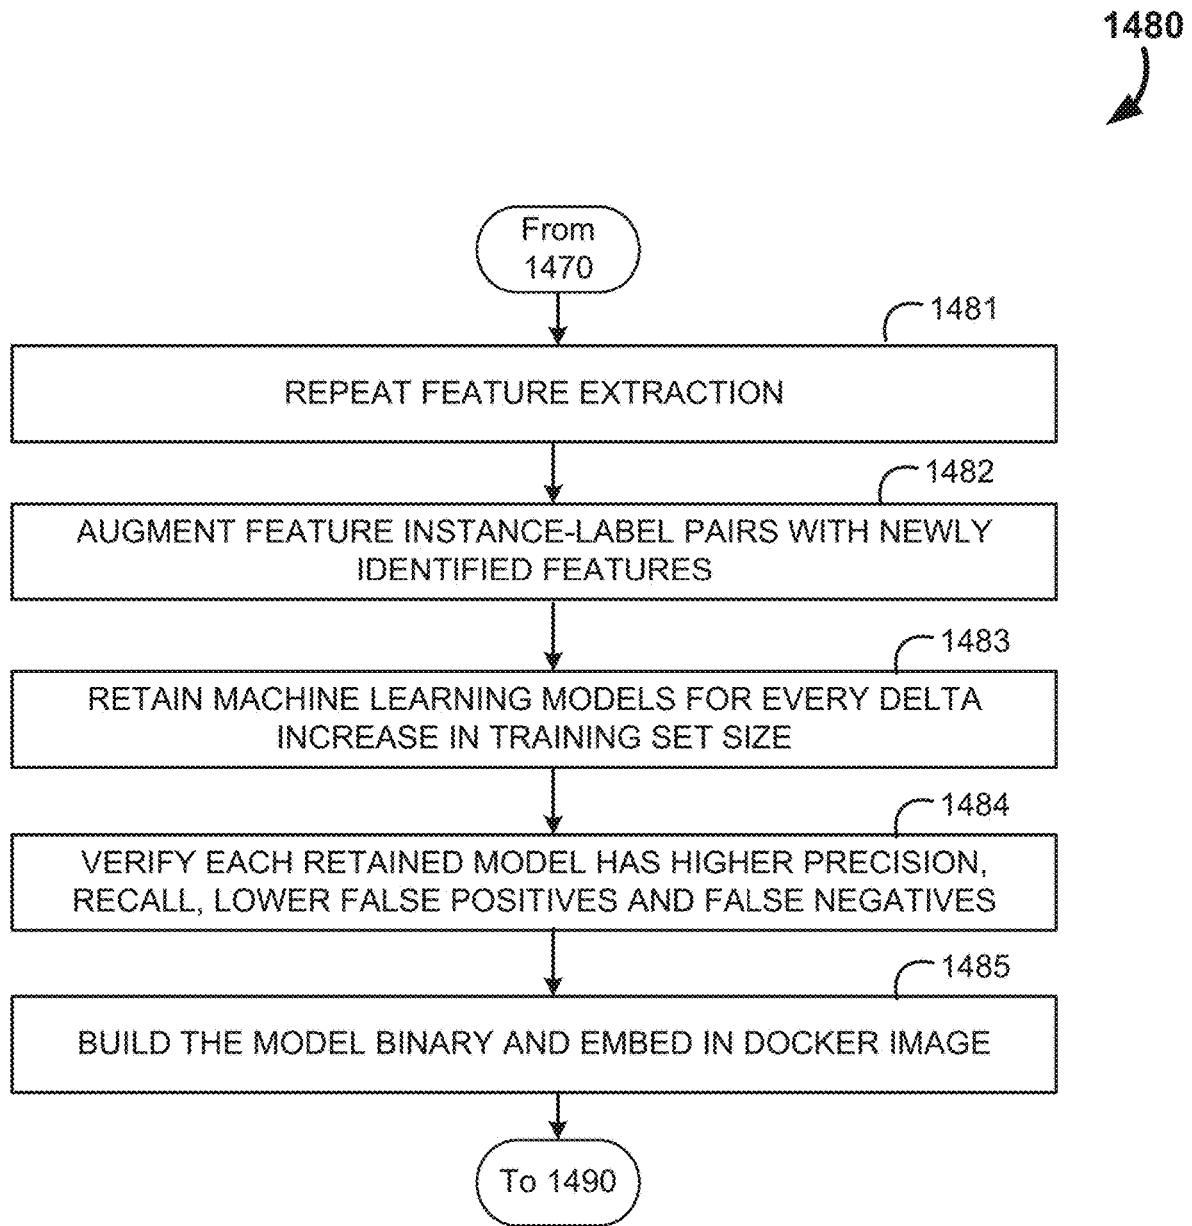 1480
From
1470
1481
REPEAT FEATURE EXTRACTION
1482
AUGMENT FEATURE INSTANCE-LABEL PAIRS WITH NEWLY
IDENTIFIED FEATURES
1483
RETAIN MACHINE LEARNING MODELS FOR EVERY DELTA
INCREASE IN TRAINING SET SIZE
1484
VERIFY EACH RETAINED MODEL HAS HIGHER PRECISION,
RECALL, LOWER FALSE POSITIVES AND FALSE NEGATIVES
1485
BUILD THE MODEL BINARY AND EMBED IN DOCKER IMAGE
To 1490